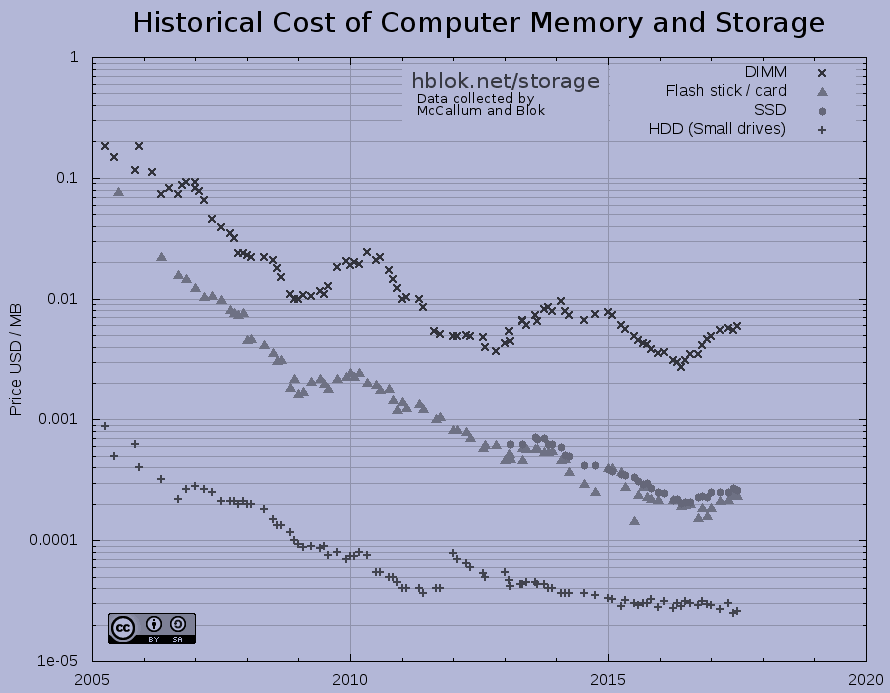 Historical Cost of Computer Memory and Storage
1
hblok.net/storage
Data collected by
McCallum and Blok
DIMM
Flash stick / card
SSD
HDD (Small drives)
0.1
0.01
Price USD / MB
0.001
0.0001
cc BY SA
1e-05
2005 2010 2015 2020